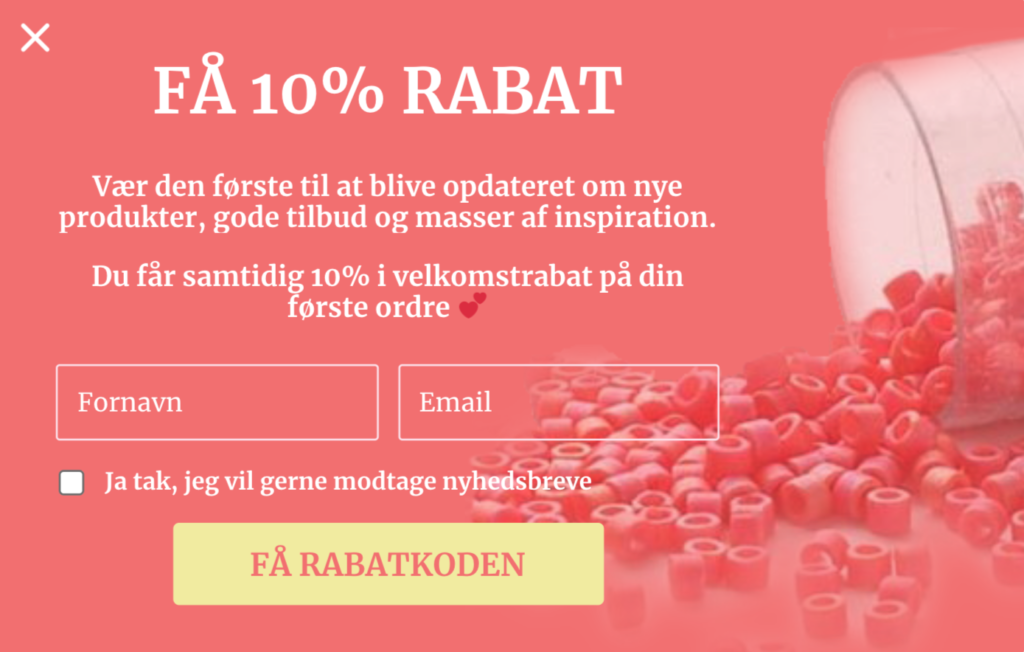 FÅ 10% RABAT
Vær den første til at blive opdateret om nye
produkter, gode tilbud og masser af inspiration.
Du får samtidig 10% i velkomstrabat på din
første ordre 💕
Fornavn
Email
Ja tak, jeg vil gerne modtage nyhedsbreve
FÅ RABATKODEN